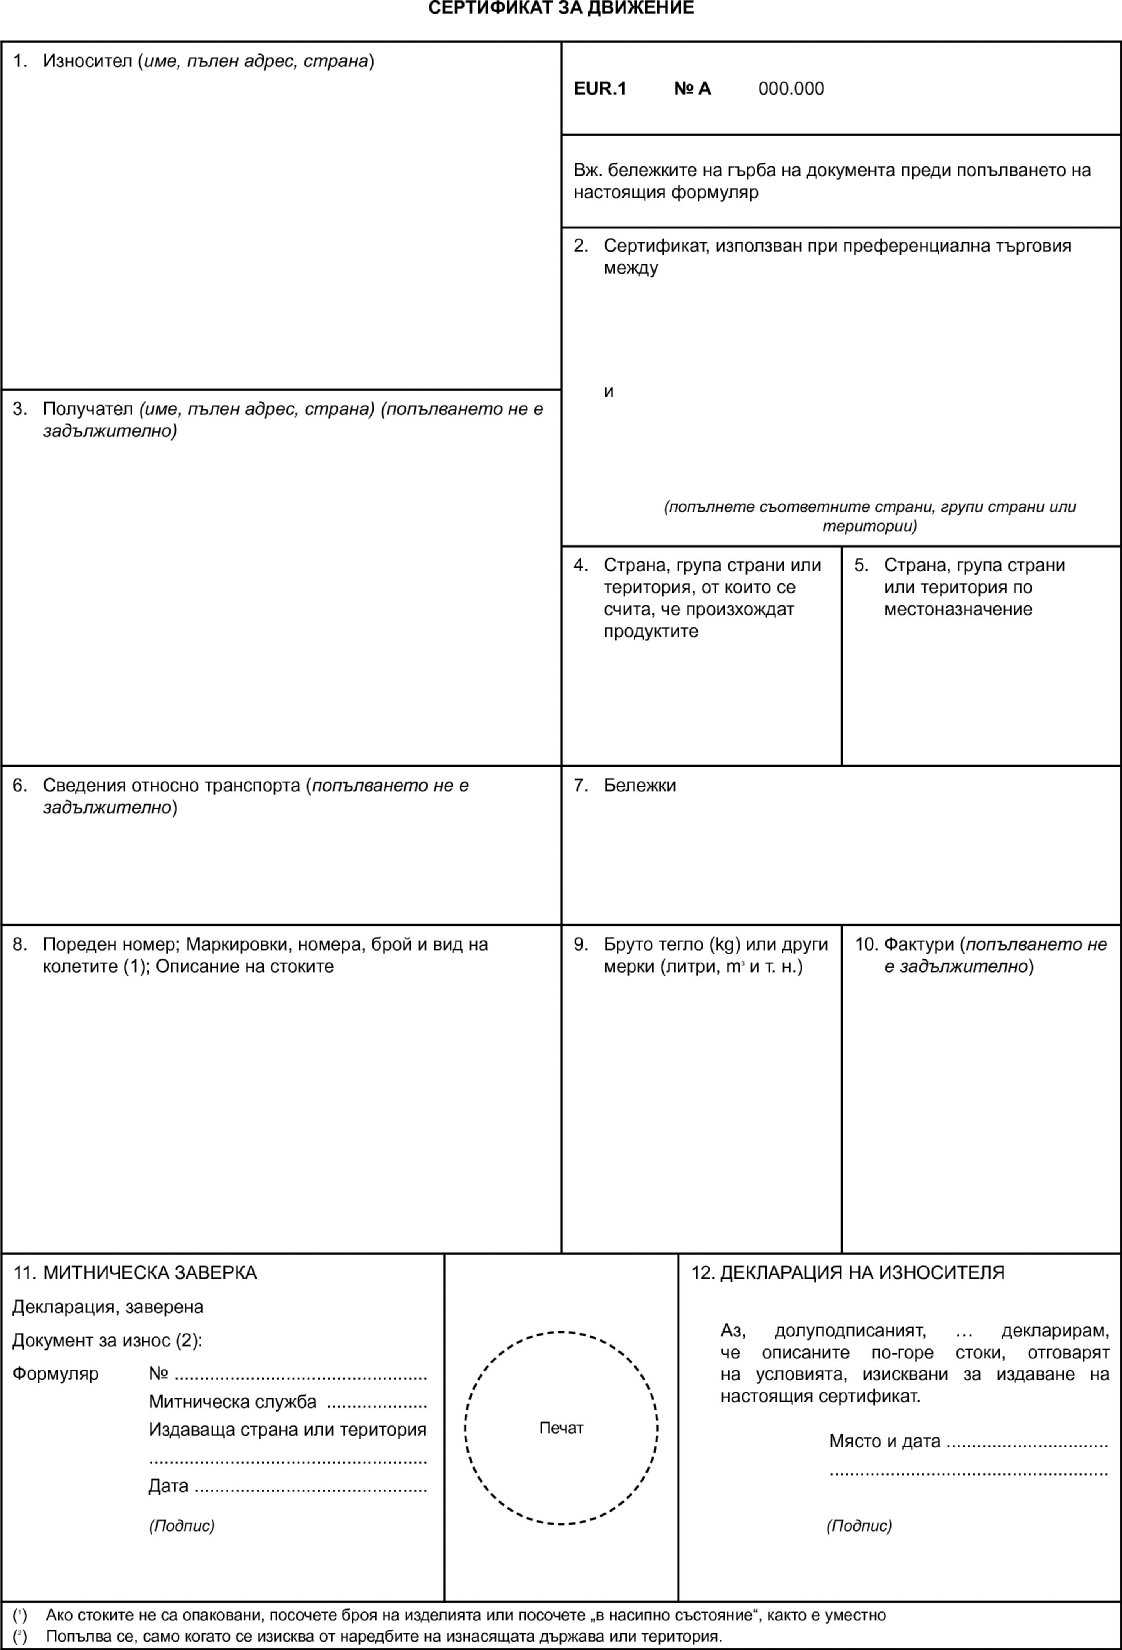 СЕРТИФИКАТ ЗА ДВИЖЕНИЕ
1. Износител (име, пълен адрес, страна)
EUR.1 № A 000.000
Вж. бележките на гърба на документа преди попълването на
настоящия формуляр
2. Сертификат, използван при преференциална търговия
между
и
(попълнете съответните страни, групи страни или
територии)
3. Получател (име, пълен адрес, страна) (попълването не е
задължително)
4. Страна, група страни или
територия, от които се
счита, че произхождат
продуктите
5. Страна, група страни
или територия по
местоназначение
6. Сведения относно транспорта (попълването не е
задължително)
7. Бележки
8. Пореден номер; Маркировки, номера, брой и вид на
колетите (1); Описание на стоките
9. Бруто тегло (kg) или други
мерки (литри, m³ и т. н.)
10. Фактури (попълването не
е задължително)
11. МИТНИЧЕСКА ЗАВЕРКА
Декларация, заверена
Документ за износ (2):
Формуляр № ..................................................
Митническа служба ....................
Издаваща страна или територия
.......................................................
Дата ..............................................
(Подпис)
Печат
12. ДЕКЛАРАЦИЯ НА ИЗНОСИТЕЛЯ
Аз, долуподписаният, … декларирам,
че описаните по-горе стоки, отговарят
на условията, изисквани за издаване на
настоящия сертификат.
Място и дата ................................
.......................................................
(Подпис)
(¹) Ако стоките не са опаковани, посочете броя на изделията или посочете „в насипно състояние“, както е уместно
(²) Попълва се, само когато се изисква от наредбите на изнасящата държава или територия.